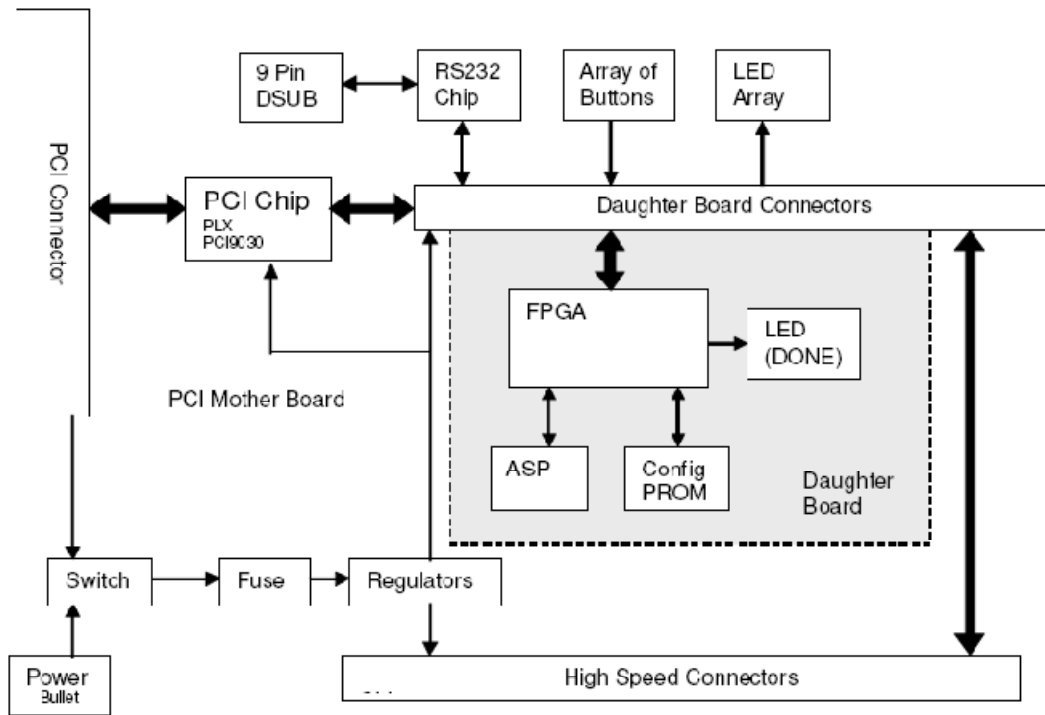 9 Pin
DSUB
RS232
Chip
Array of
Buttons
LED
Array
PCI Connector
PCI Chip
PLX
PCI9030
Daughter Board Connectors
FPGA
LED
(DONE)
PCI Mother Board
ASP
Config
PROM
Daughter
Board
Switch
Fuse
Regulators
Power
Bullet
High Speed Connectors